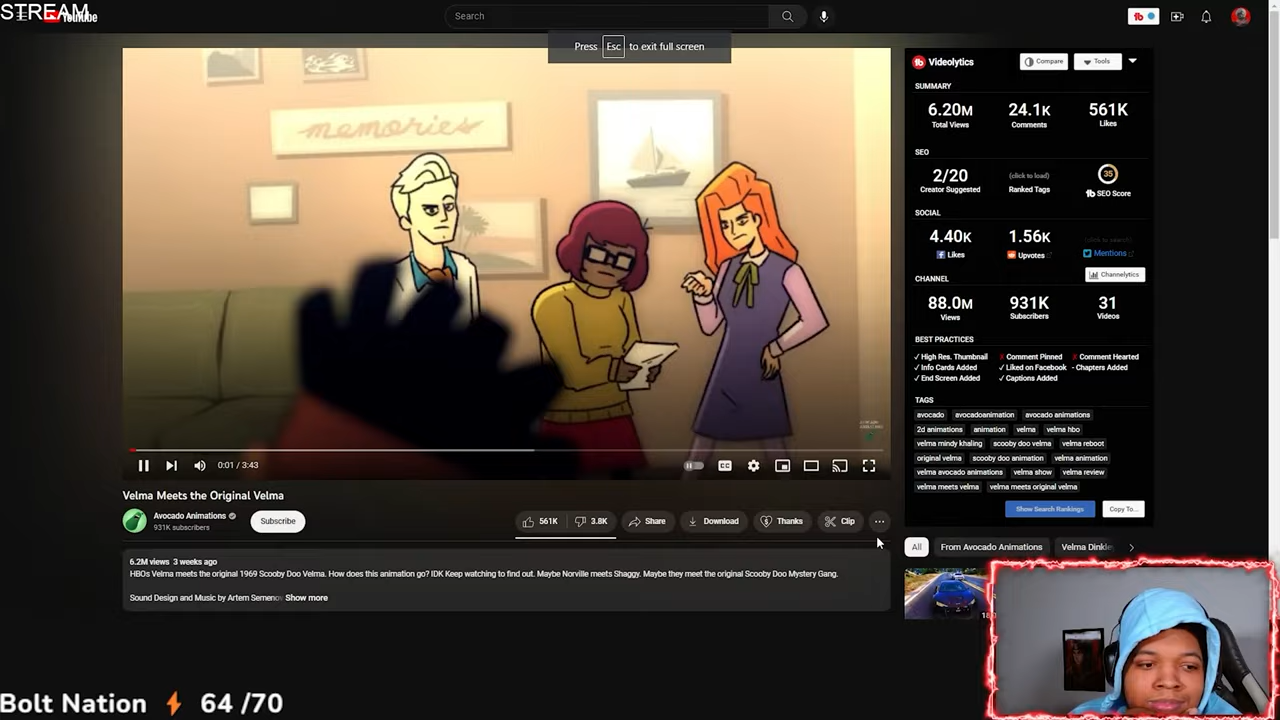 STREAM
YouTube
Search
Press Esc to exit full screen
memories
0:01 / 3:43
Velma Meets the Original Velma
Avocado Animations
931K subscribers
Subscribe
561K
3.8K
Share
Download
Thanks
Clip
6.2M views 3 weeks ago
HBOs Velma meets the original 1969 Scooby Doo Velma. How does this animation go? IDK Keep watching to find out. Maybe Norville meets Shaggy. Maybe they meet the original Scooby Doo Mystery Gang.
Sound Design and Music by Artem Semenov Show more
Videolytics
Compare
Tools
SUMMARY
6.20M 24.1K 561K
Total Views Comments Likes
SEO
2/20 (click to load) 35
Creator Suggested Ranked Tags SEO Score
SOCIAL
4.40K 1.56K (click to search)
Likes Upvotes Mentions
Channelytics
CHANNEL
88.0M 931K 31
Views Subscribers Videos
BEST PRACTICES
✓ High Res. Thumbnail ✗ Comment Pinned ✗ Comment Hearted
✓ Info Cards Added ✓ Liked on Facebook - Chapters Added
✓ End Screen Added ✓ Captions Added
TAGS
avocado avocadoanimation avocado animations
2d animations animation velma velma hbo
velma mindy khaling scooby doo velma velma reboot
original velma scooby doo animation velma animation
velma avocado animations velma show velma review
velma meets velma velma meets original velma
Show Search Rankings Copy To...
All From Avocado Animations Velma Dinkle
Bolt Nation 64 /70